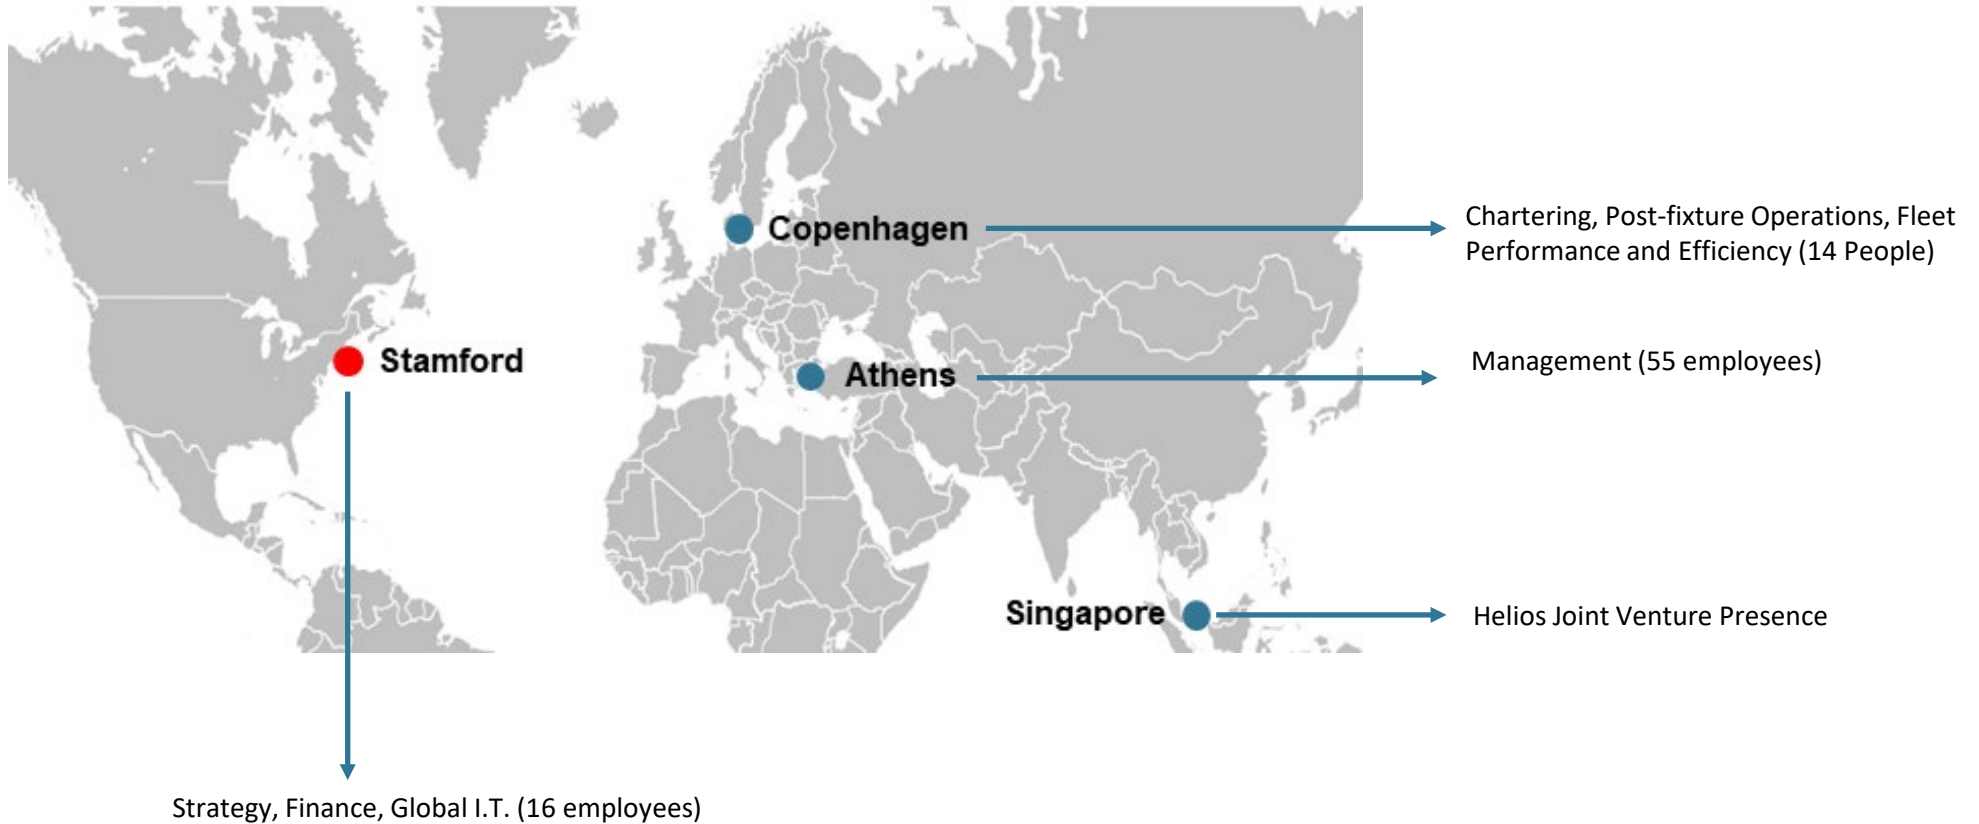 Copenhagen
Chartering, Post-fixture Operations, Fleet
Performance and Efficiency (14 People)
Stamford
Athens
Management (55 employees)
Singapore
Helios Joint Venture Presence
Strategy, Finance, Global I.T. (16 employees)